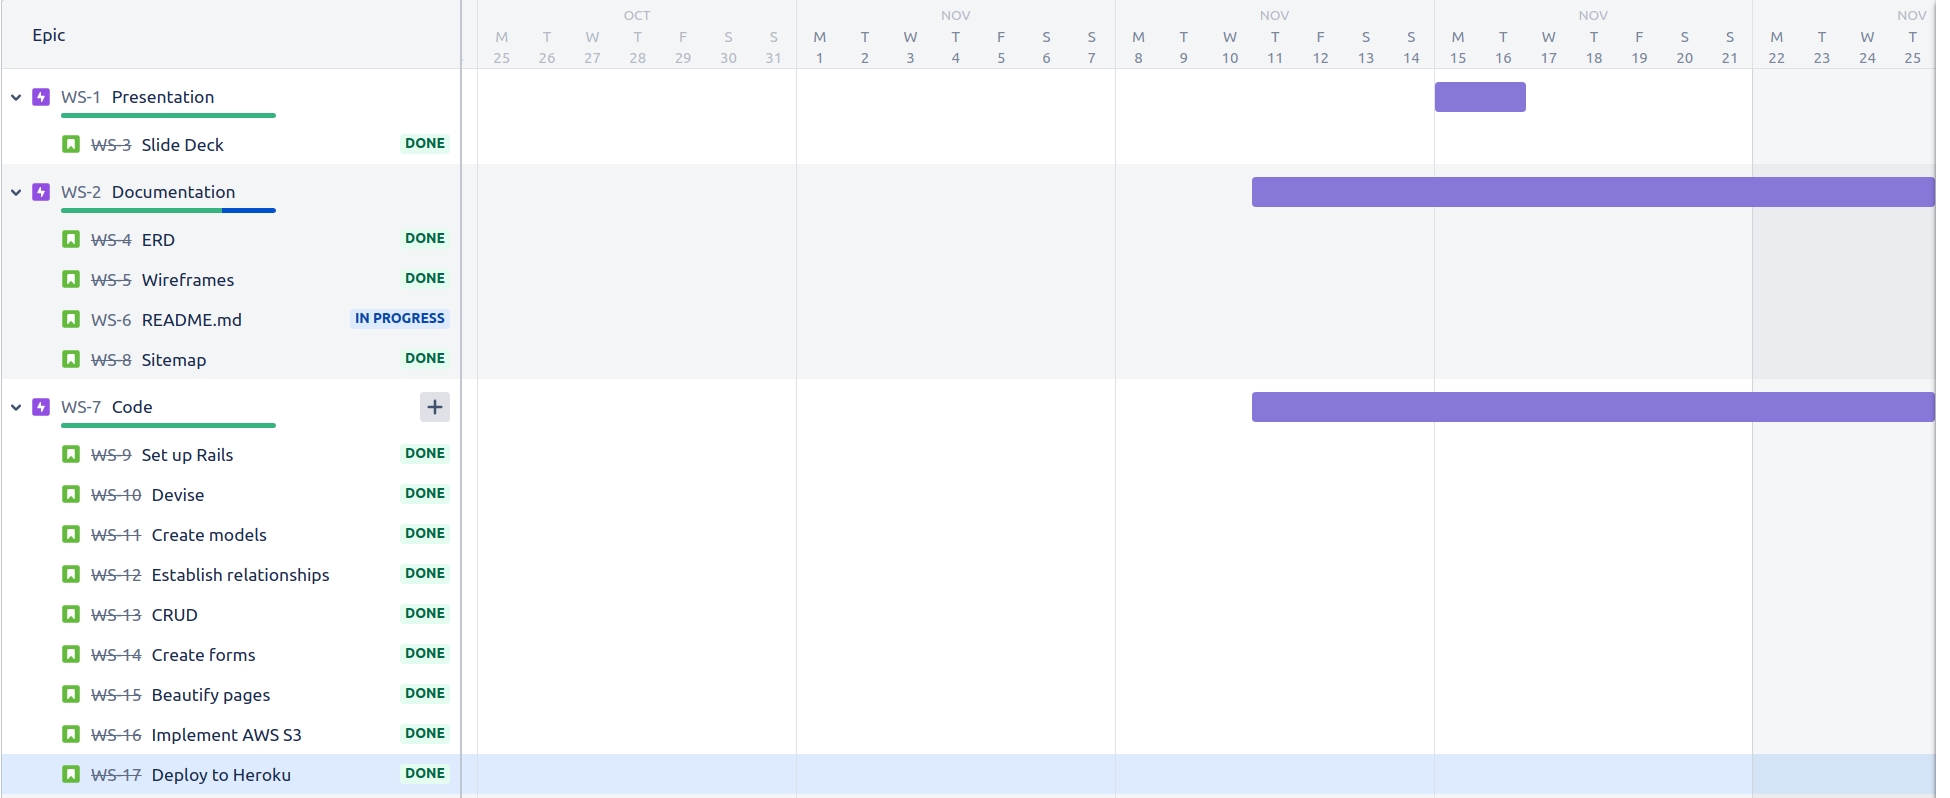 Epic
OCT NOV NOV NOV NOV
M T W T F S S M T W T F S S M T W T F S S M T W T F S S M T W T
25 26 27 28 29 30 31 1 2 3 4 5 6 7 8 9 10 11 12 13 14 15 16 17 18 19 20 21 22 23 24 25
WS-1 Presentation
WS-3 Slide Deck DONE
WS-2 Documentation
WS-4 ERD DONE
WS-5 Wireframes DONE
WS-6 README.md IN PROGRESS
WS-8 Sitemap DONE
WS-7 Code +
WS-9 Set up Rails DONE
WS-10 Devise DONE
WS-11 Create models DONE
WS-12 Establish relationships DONE
WS-13 CRUD DONE
WS-14 Create forms DONE
WS-15 Beautify pages DONE
WS-16 Implement AWS S3 DONE
WS-17 Deploy to Heroku DONE